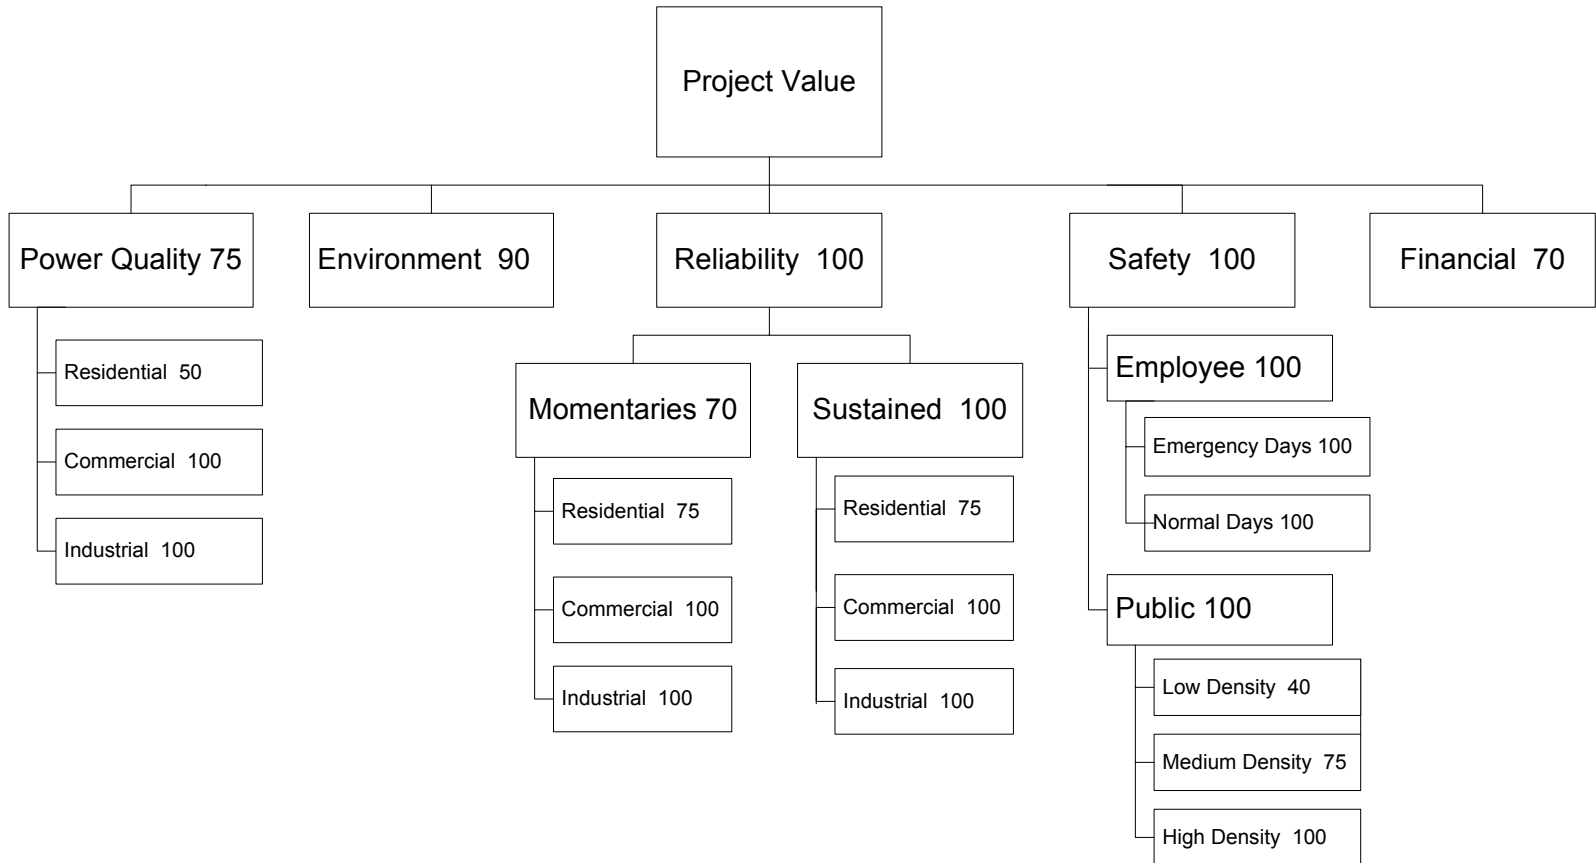 Project Value
Power Quality 75
Environment 90
Reliability 100
Safety 100
Financial 70
Residential 50
Commercial 100
Industrial 100
Momentaries 70
Residential 75
Commercial 100
Industrial 100
Sustained 100
Residential 75
Commercial 100
Industrial 100
Employee 100
Emergency Days 100
Normal Days 100
Public 100
Low Density 40
Medium Density 75
High Density 100